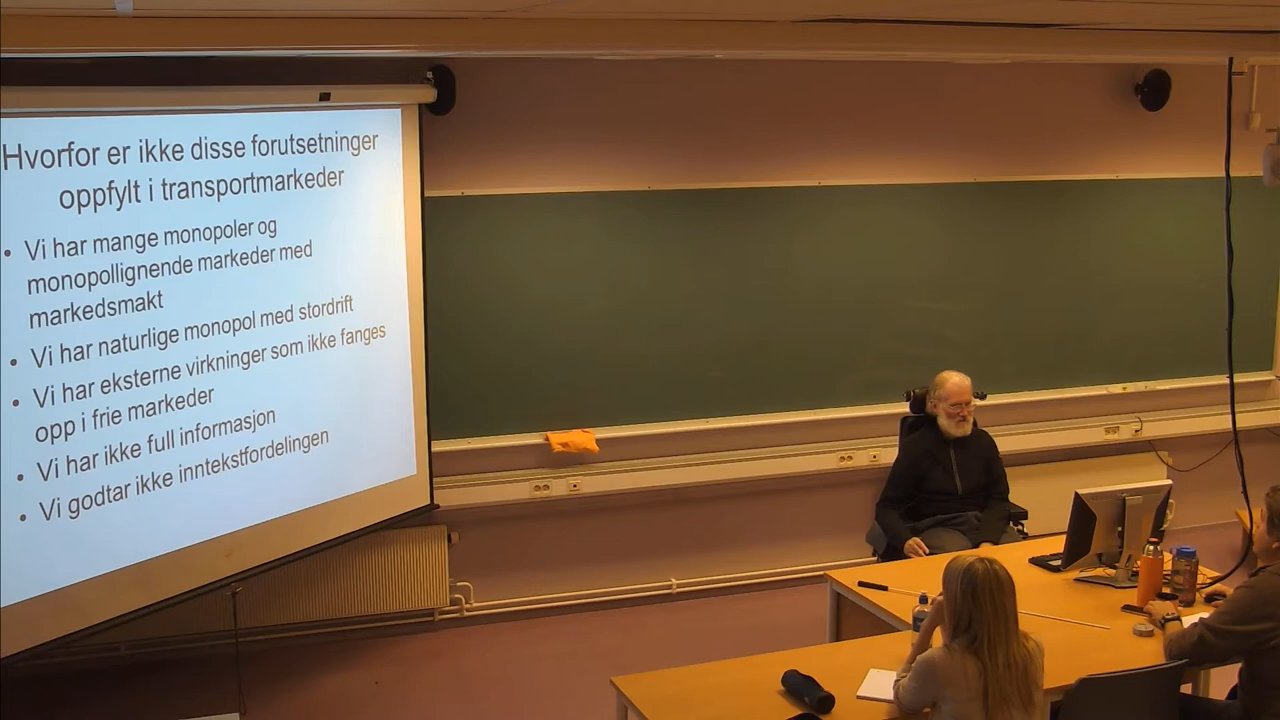 Hvorfor er ikke disse forutsetninger
oppfylt i transportmarkeder
• Vi har mange monopoler og
monopollignende markeder med
markedsmakt
• Vi har naturlige monopol med stordrift
• Vi har eksterne virkninger som ikke fanges
opp i frie markeder
• Vi har ikke full informasjon
• Vi godtar ikke inntekstfordelingen